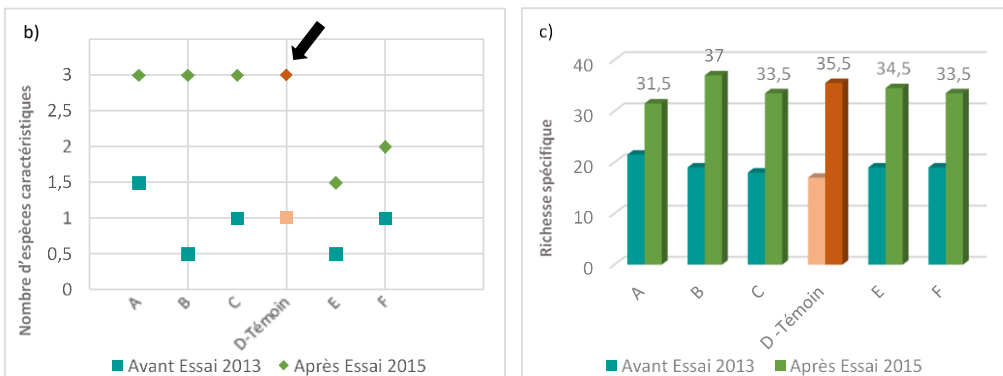 b)
Nombre d'espèces caractéristiques
3
2,5
2
1,5
1
0,5
0
A
B
C
D-Témoin
E
F
Avant Essai 2013
Après Essai 2015
c)
Richesse spécifique
40
30
20
10
0
31,5
37
33,5
35,5
34,5
33,5
A
B
C
D -Témoin
E
F
Avant Essai 2013
Après Essai 2015